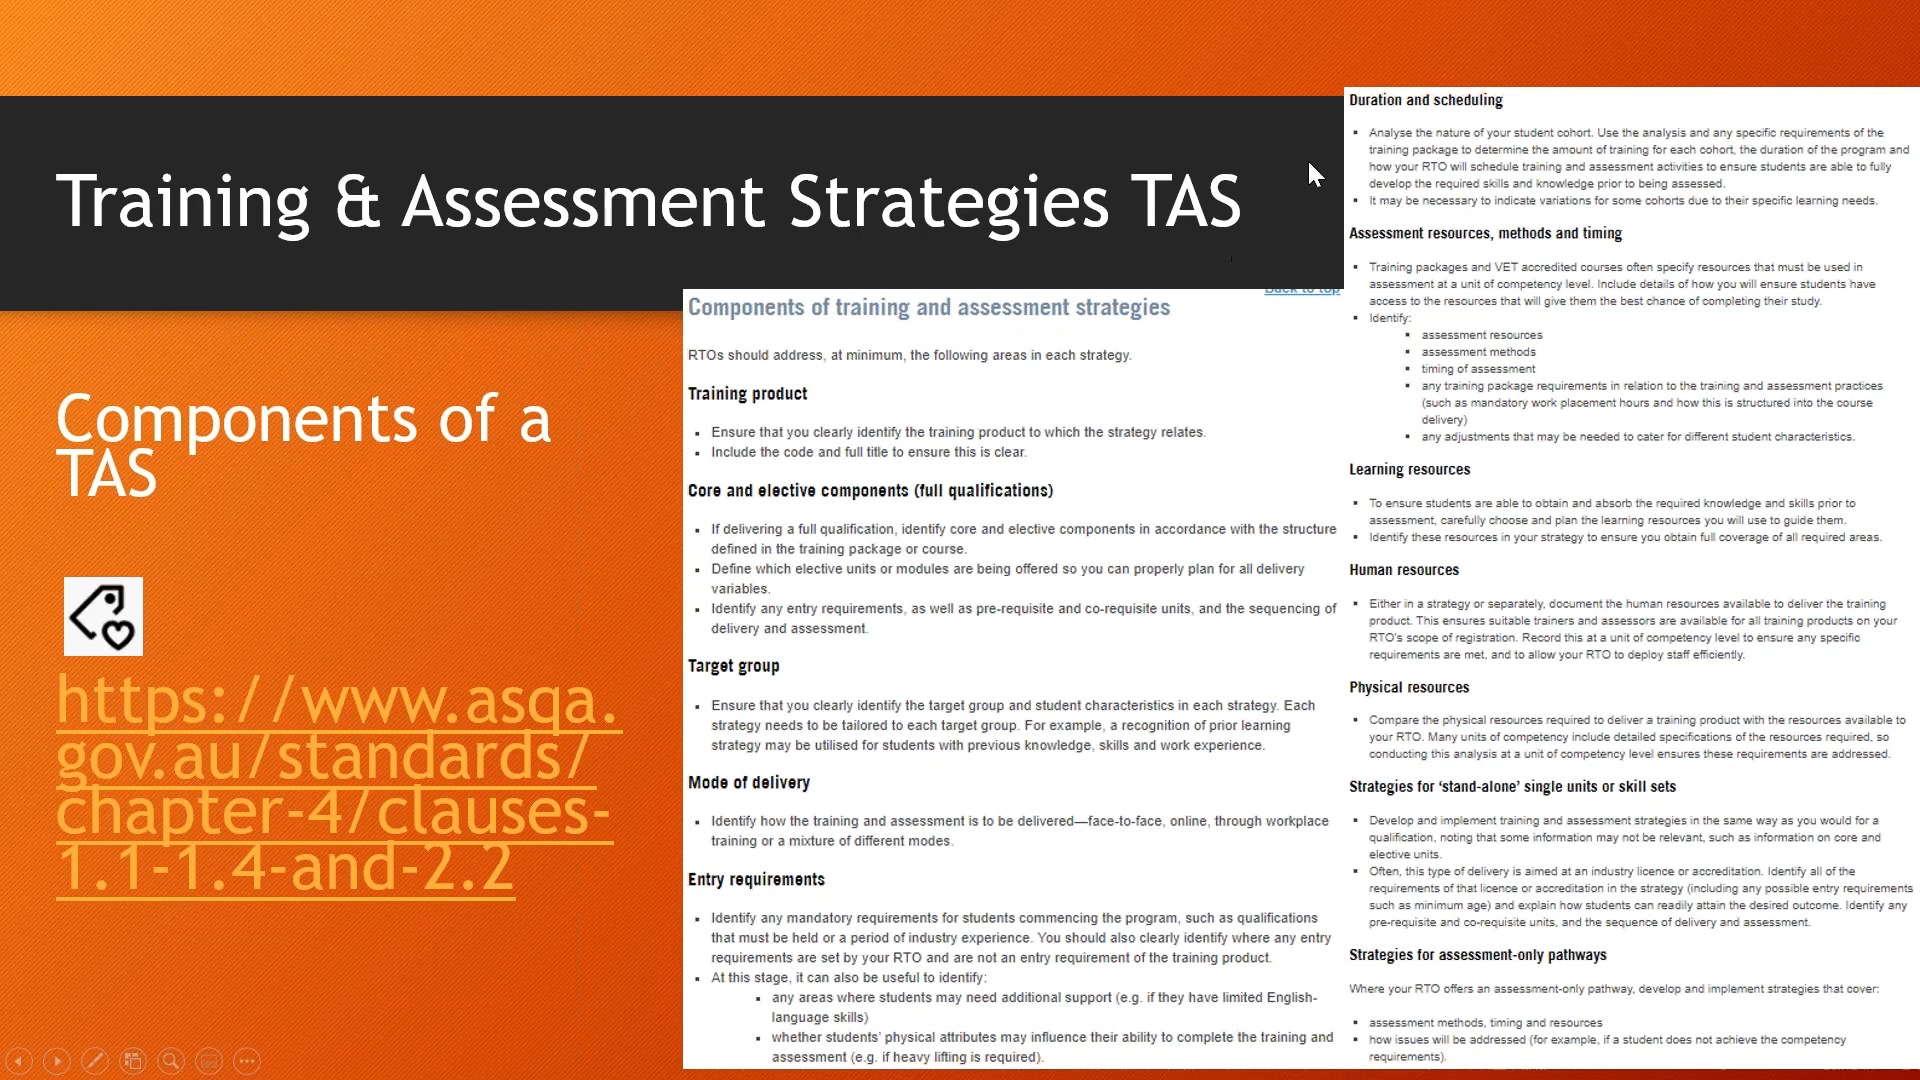 Training & Assessment Strategies TAS
Components of a
TAS
https://www.asqa.
gov.au/standards/
chapter-4/clauses-
1.1-1.4-and-2.2
Back to top
Components of training and assessment strategies
RTOs should address, at minimum, the following areas in each strategy.
Training product
▪ Ensure that you clearly identify the training product to which the strategy relates.
▪ Include the code and full title to ensure this is clear.
Core and elective components (full qualifications)
▪ If delivering a full qualification, identify core and elective components in accordance with the structure
defined in the training package or course.
▪ Define which elective units or modules are being offered so you can properly plan for all delivery
variables.
▪ Identify any entry requirements, as well as pre-requisite and co-requisite units, and the sequencing of
delivery and assessment.
Target group
▪ Ensure that you clearly identify the target group and student characteristics in each strategy. Each
strategy needs to be tailored to each target group. For example, a recognition of prior learning
strategy may be utilised for students with previous knowledge, skills and work experience.
Mode of delivery
▪ Identify how the training and assessment is to be delivered—face-to-face, online, through workplace
training or a mixture of different modes.
Entry requirements
▪ Identify any mandatory requirements for students commencing the program, such as qualifications
that must be held or a period of industry experience. You should also clearly identify where any entry
requirements are set by your RTO and are not an entry requirement of the training product.
▪ At this stage, it can also be useful to identify:
▪ any areas where students may need additional support (e.g. if they have limited English-
language skills)
▪ whether students' physical attributes may influence their ability to complete the training and
assessment (e.g. if heavy lifting is required).
Duration and scheduling
▪ Analyse the nature of your student cohort. Use the analysis and any specific requirements of the
training package to determine the amount of training for each cohort, the duration of the program and
how your RTO will schedule training and assessment activities to ensure students are able to fully
develop the required skills and knowledge prior to being assessed.
▪ It may be necessary to indicate variations for some cohorts due to their specific learning needs.
Assessment resources, methods and timing
▪ Training packages and VET accredited courses often specify resources that must be used in
assessment at a unit of competency level. Include details of how you will ensure students have
access to the resources that will give them the best chance of completing their study.
▪ Identify:
▪ assessment resources
▪ assessment methods
▪ timing of assessment
▪ any training package requirements in relation to the training and assessment practices
(such as mandatory work placement hours and how this is structured into the course
delivery)
▪ any adjustments that may be needed to cater for different student characteristics.
Learning resources
▪ To ensure students are able to obtain and absorb the required knowledge and skills prior to
assessment, carefully choose and plan the learning resources you will use to guide them.
▪ Identify these resources in your strategy to ensure you obtain full coverage of all required areas.
Human resources
▪ Either in a strategy or separately, document the human resources available to deliver the training
product. This ensures suitable trainers and assessors are available for all training products on your
RTO's scope of registration. Record this at a unit of competency level to ensure any specific
requirements are met, and to allow your RTO to deploy staff efficiently.
Physical resources
▪ Compare the physical resources required to deliver a training product with the resources available to
your RTO. Many units of competency include detailed specifications of the resources required, so
conducting this analysis at a unit of competency level ensures these requirements are addressed.
Strategies for ‘stand-alone’ single units or skill sets
▪ Develop and implement training and assessment strategies in the same way as you would for a
qualification, noting that some information may not be relevant, such as information on core and
elective units.
▪ Often, this type of delivery is aimed at an industry licence or accreditation. Identify all of the
requirements of that licence or accreditation in the strategy (including any possible entry requirements
such as minimum age) and explain how students can readily attain the desired outcome. Identify any
pre-requisite and co-requisite units, and the sequence of delivery and assessment.
Strategies for assessment-only pathways
Where your RTO offers an assessment-only pathway, develop and implement strategies that cover:
▪ assessment methods, timing and resources
▪ how issues will be addressed (for example, if a student does not achieve the competency
requirements).